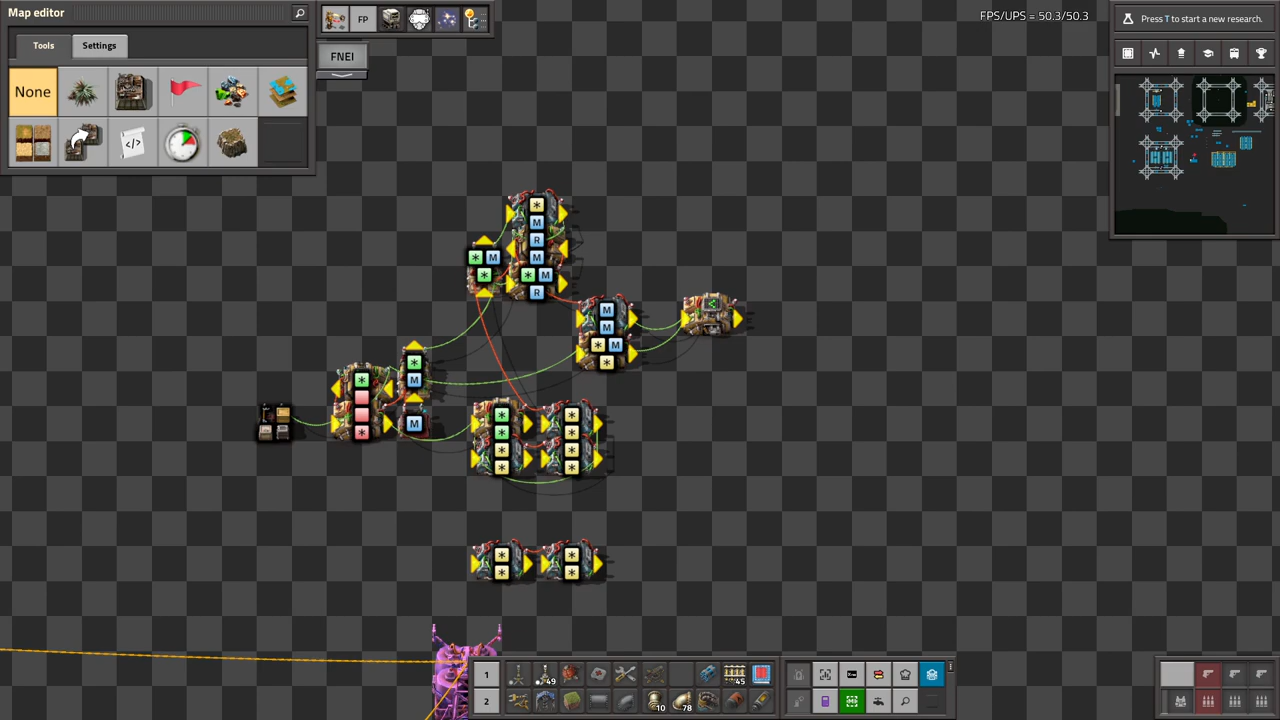 Map editor
FP
FPS/UPS = 50.3/50.3
Press T to start a new research.
Tools
Settings
FNEI
None
</>
*
M
R
* M
M
* M
*
* M
R
M
M
* M
*
*
*
M
*
M
*
*
*
*
*
*
*
*
*
*
*
*
1
49
45
2
10
78